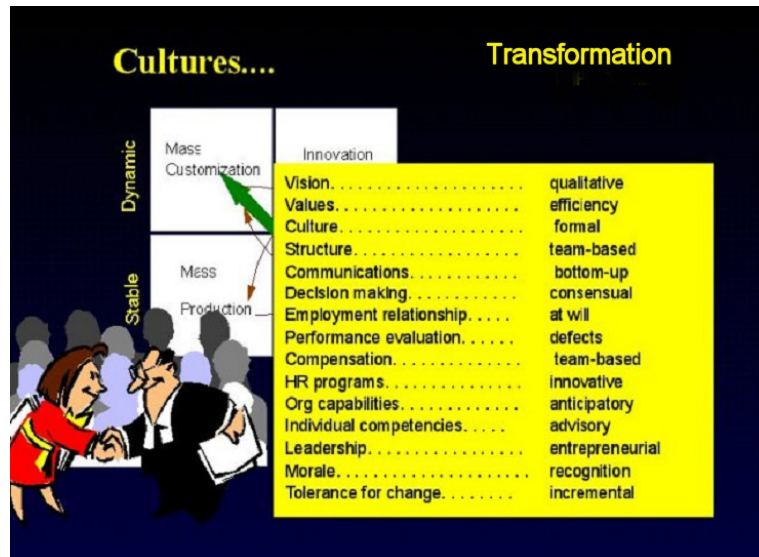 Cultures....
Transformation
Dynamic
Mass
Customization
Innovation
Stable
Mass
Production
Vision. . . . . . . . . . . . . . . . . . . . . . qualitative
Values. . . . . . . . . . . . . . . . . . . . . efficiency
Culture. . . . . . . . . . . . . . . . . . . . formal
Structure. . . . . . . . . . . . . . . . . . . team-based
Communications. . . . . . . . . . . . bottom-up
Decision making. . . . . . . . . . . . . consensual
Employment relationship. . . . . at will
Performance evaluation. . . . . . defects
Compensation. . . . . . . . . . . . . . team-based
HR programs. . . . . . . . . . . . . . . innovative
Org capabilities. . . . . . . . . . . . . anticipatory
Individual competencies. . . . . advisory
Leadership. . . . . . . . . . . . . . . . . entrepreneurial
Morale. . . . . . . . . . . . . . . . . . . . . recognition
Tolerance for change. . . . . . . . incremental